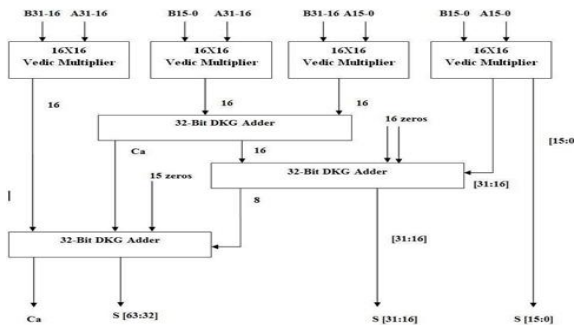 B31-16 A31-16 B15-0 A31-16 B31-16 A15-0 B15-0 A15-0
16X16 Vedic Multiplier
16X16 Vedic Multiplier
16X16 Vedic Multiplier
16X16 Vedic Multiplier
16 16 16
32-Bit DKG Adder
16 zeros
[15:0
Ca 16
15 zeros
32-Bit DKG Adder
[31:16]
8
32-Bit DKG Adder
[31:16]
Ca S [63:32] S [31:16] S [15:0]